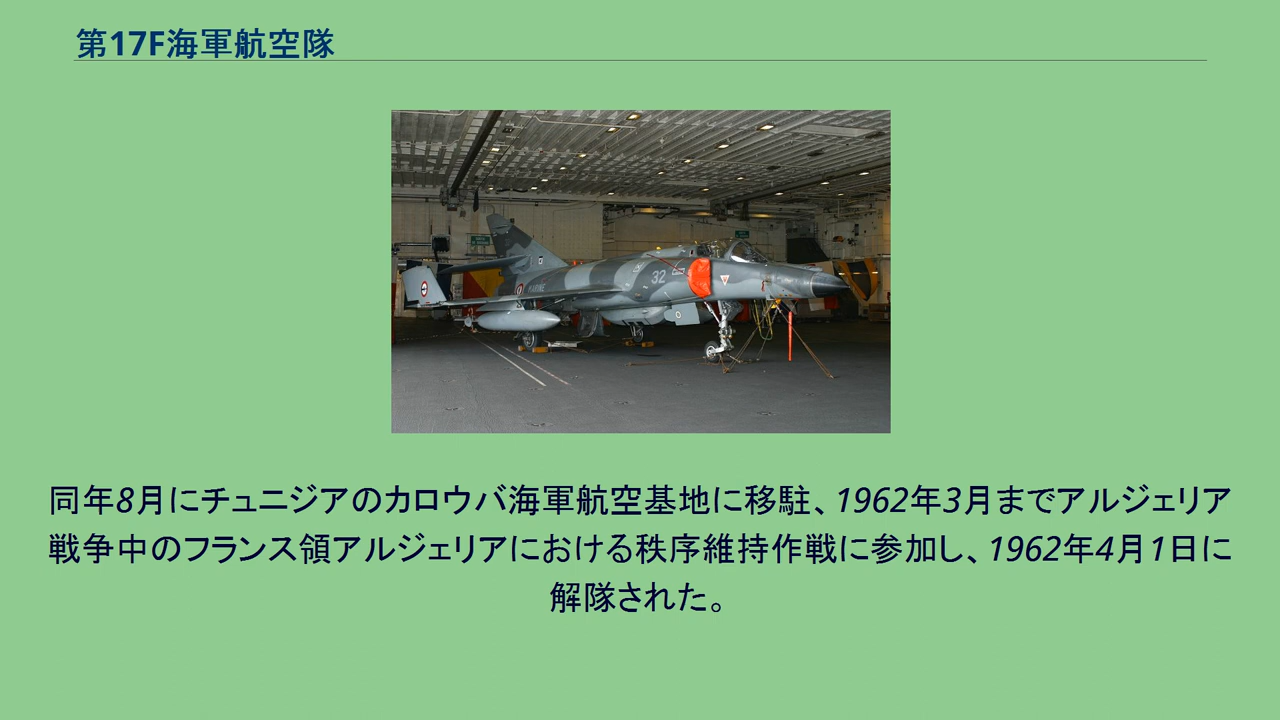 第17F海軍航空隊
32
MARINE
同年8月にチュニジアのカロウバ海軍航空基地に移駐、1962年3月までアルジェリア
戦争中のフランス領アルジェリアにおける秩序維持作戦に参加し、1962年4月1日に
解隊された。